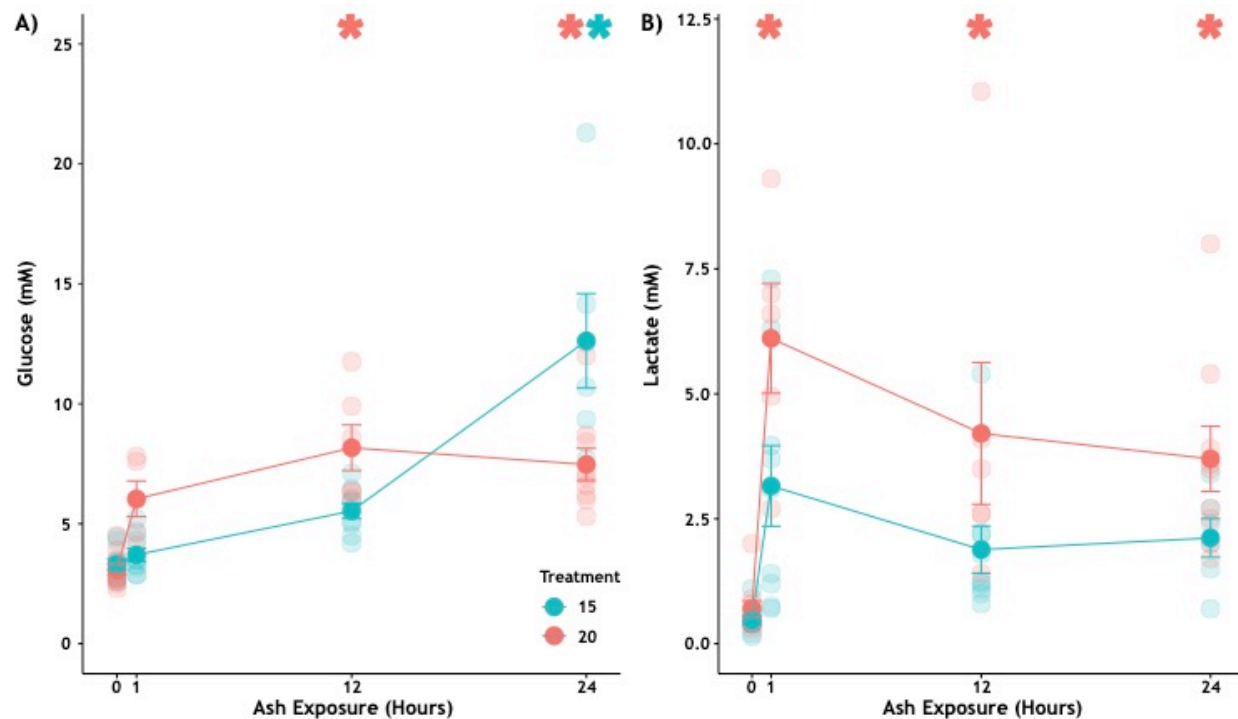 A)
*
*
*
25
20
15
10
5
0
Glucose (mM)
Treatment
15
20
0 1 12 24
Ash Exposure (Hours)
B)
*
*
*
12.5
10.0
7.5
5.0
2.5
0.0
Lactate (mM)
0 1 12 24
Ash Exposure (Hours)